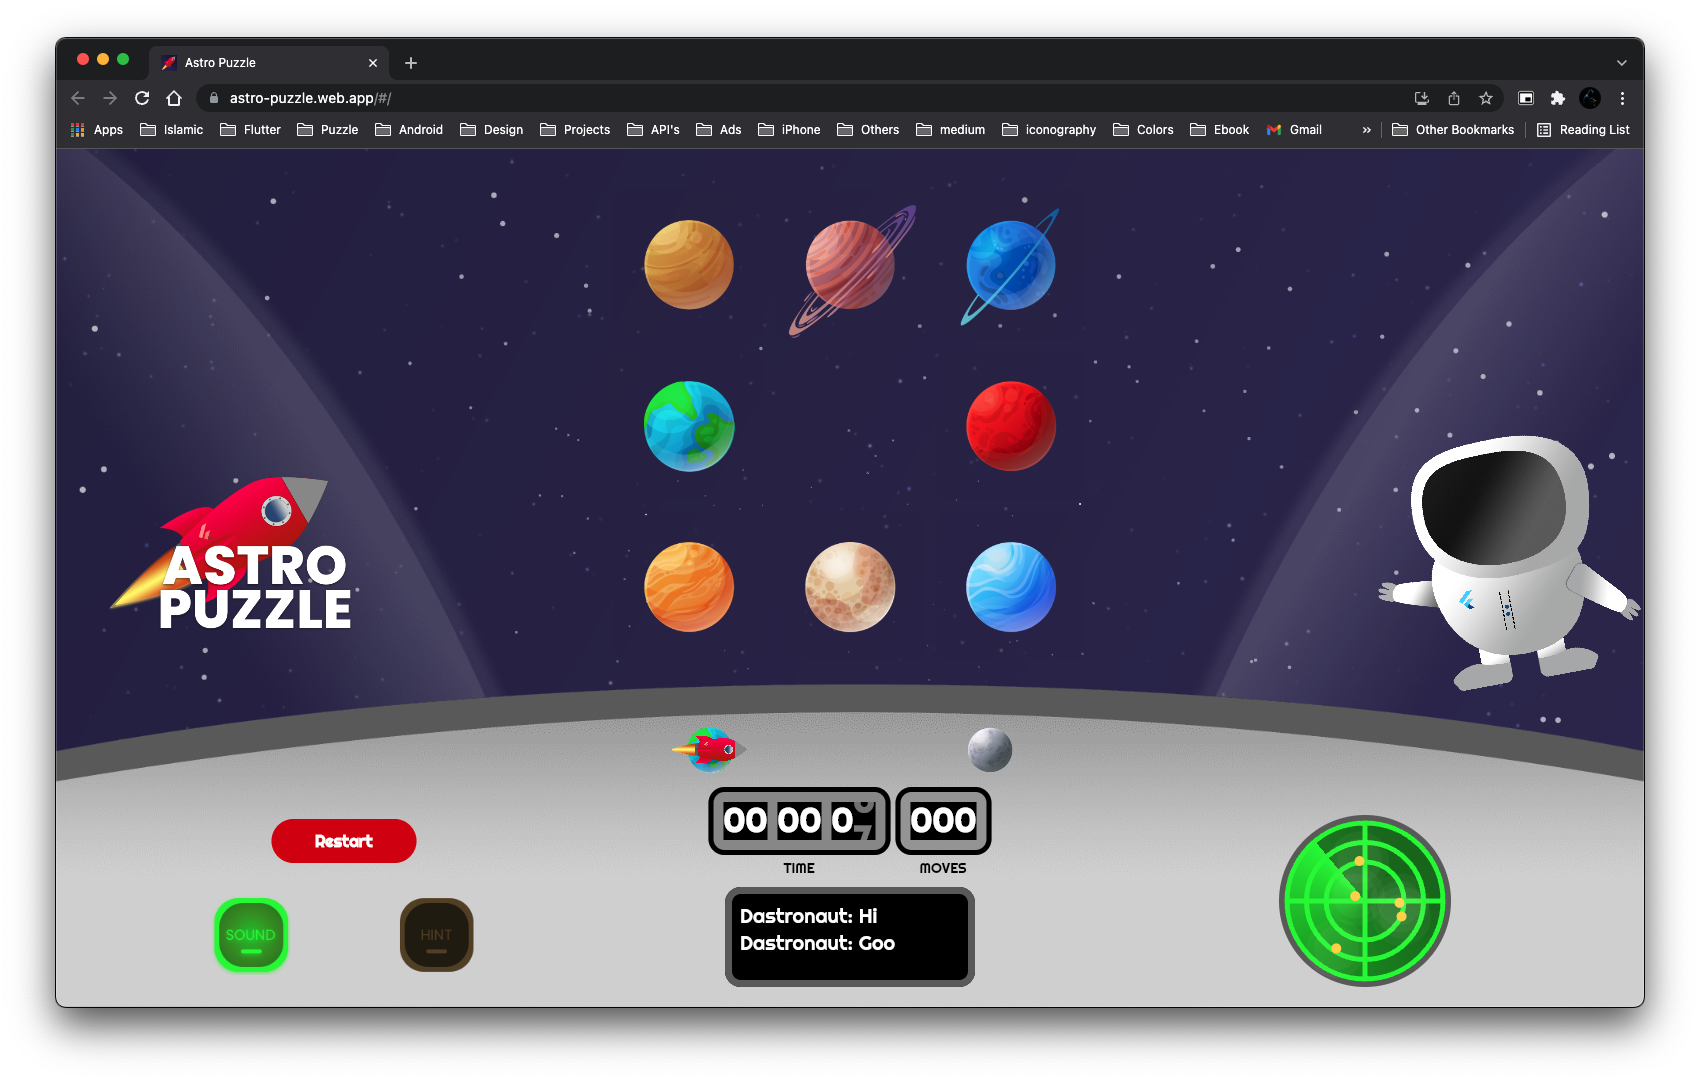 Astro Puzzle
astro-puzzle.web.app/#/
Apps Islamic Flutter Puzzle Android Design Projects API's Ads iPhone Others medium iconography Colors Ebook Gmail » Other Bookmarks Reading List
ASTRO
PUZZLE
Restart
00 00 0
000
TIME
MOVES
SOUND
HINT
Dastronaut: Hi
Dastronaut: Goo